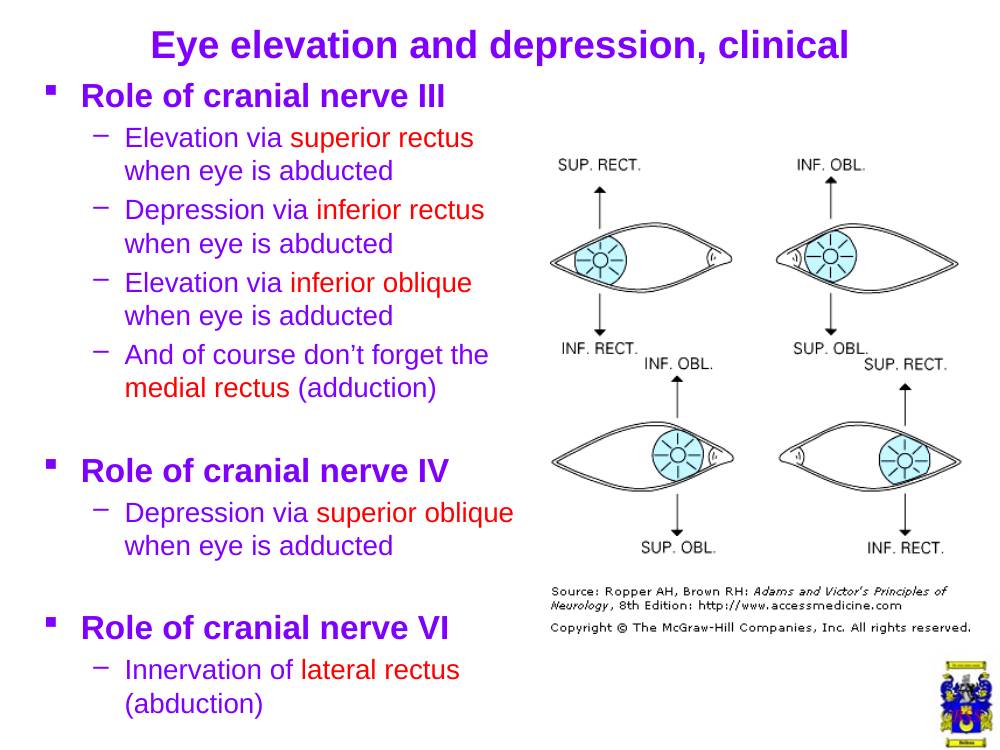 Eye elevation and depression, clinical
▪ Role of cranial nerve III
– Elevation via superior rectus
when eye is abducted
– Depression via inferior rectus
when eye is abducted
– Elevation via inferior oblique
when eye is adducted
– And of course don’t forget the
medial rectus (adduction)
▪ Role of cranial nerve IV
– Depression via superior oblique
when eye is adducted
▪ Role of cranial nerve VI
– Innervation of lateral rectus
(abduction)
SUP. RECT. INF. OBL.
INF. RECT. SUP. OBL.
INF. OBL. SUP. RECT.
SUP. OBL. INF. RECT.
Source: Ropper AH, Brown RH: Adams and Victor's Principles of
Neurology, 8th Edition: http://www.accessmedicine.com
Copyright © The McGraw-Hill Companies, Inc. All rights reserved.